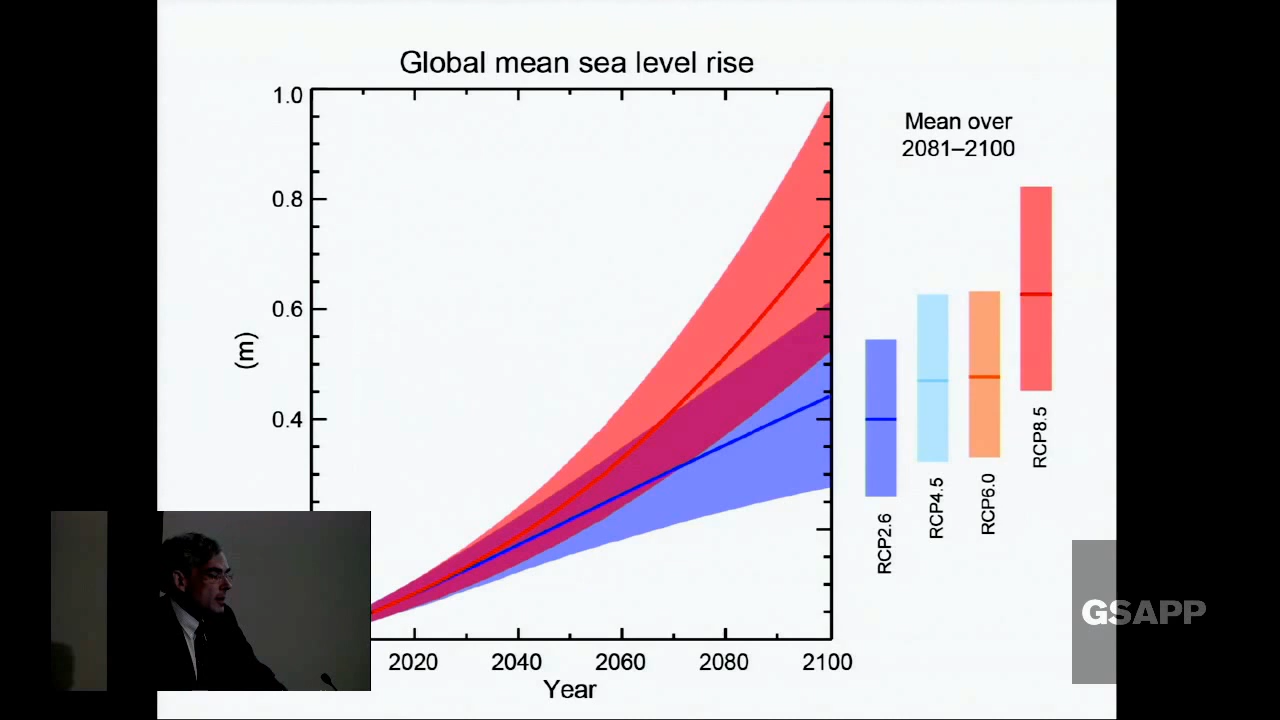 Global mean sea level rise
1.0
0.8
0.6
0.4
(m)
2020 2040 2060 2080 2100
Year
Mean over
2081–2100
RCP2.6
RCP4.5
RCP6.0
RCP8.5
GSAPP